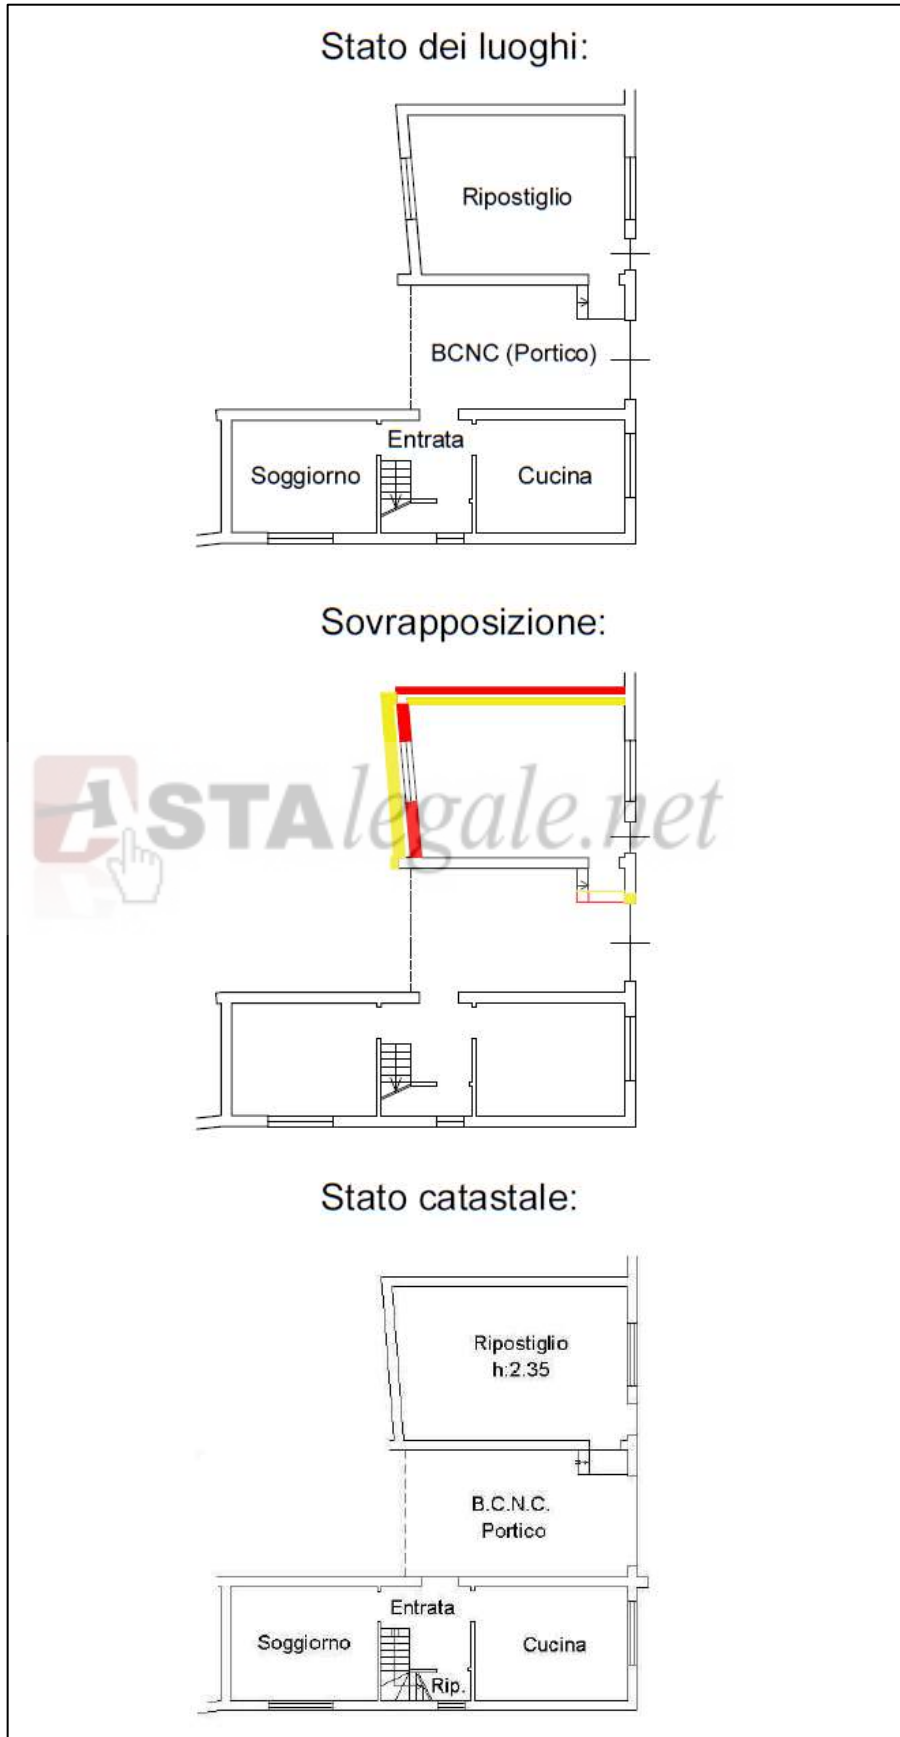 Stato dei luoghi:
Ripostiglio
BCNC (Portico)
Entrata
Soggiorno
Cucina
Sovrapposizione:
ASTAlegale.net
Stato catastale:
Ripostiglio
h:2.35
B.C.N.C.
Portico
Entrata
Soggiorno
Cucina
Rip.